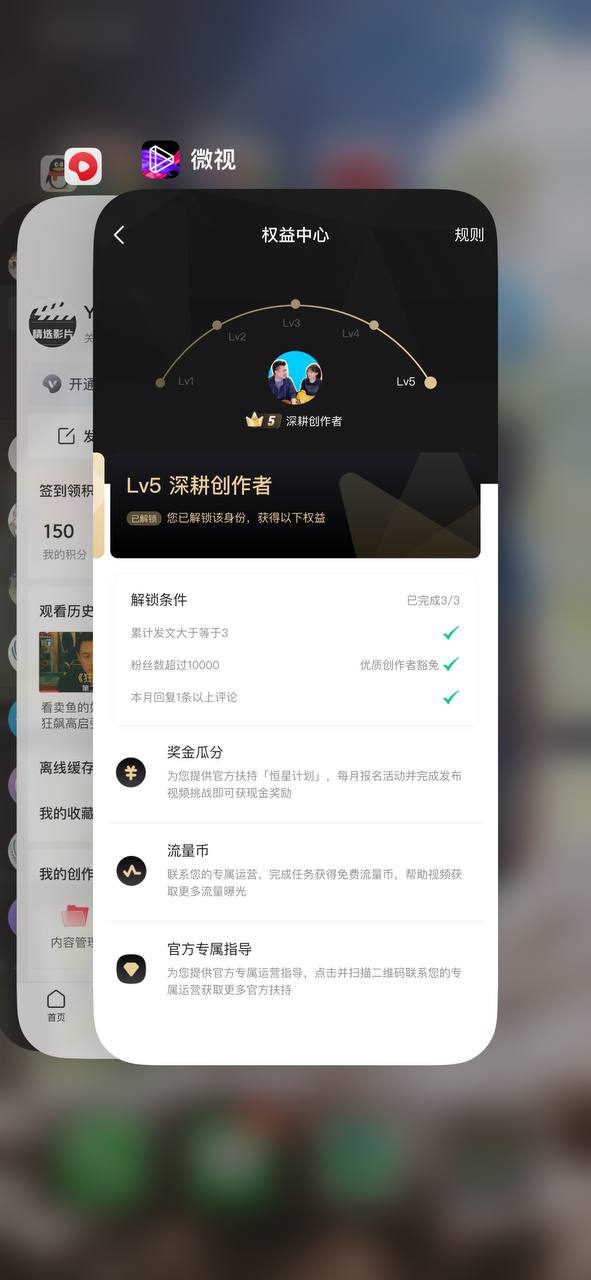 微视
权益中心
规则
Lv1
Lv2
Lv3
Lv4
Lv5
5 深耕创作者
Lv5 深耕创作者
已解锁 您已解锁该身份，获得以下权益
解锁条件
已完成3/3
累计发文大于等于3
粉丝数超过10000
优质创作者豁免
本月回复1条以上评论
奖金瓜分
为您提供官方扶持「恒星计划」，每月报名活动并完成发布
视频挑战即可获现金奖励
流量币
联系您的专属运营，完成任务获得免费流量币，帮助视频获
取更多流量曝光
官方专属指导
为您提供官方专属运营指导，点击并扫描二维码联系您的专
属运营获取更多官方扶持
精选影片
关
开通
发
签到领积
150
我的积分
观看历史
看卖鱼的
狂飙高启
离线缓存
我的收藏
我的创作
内容管理
首页